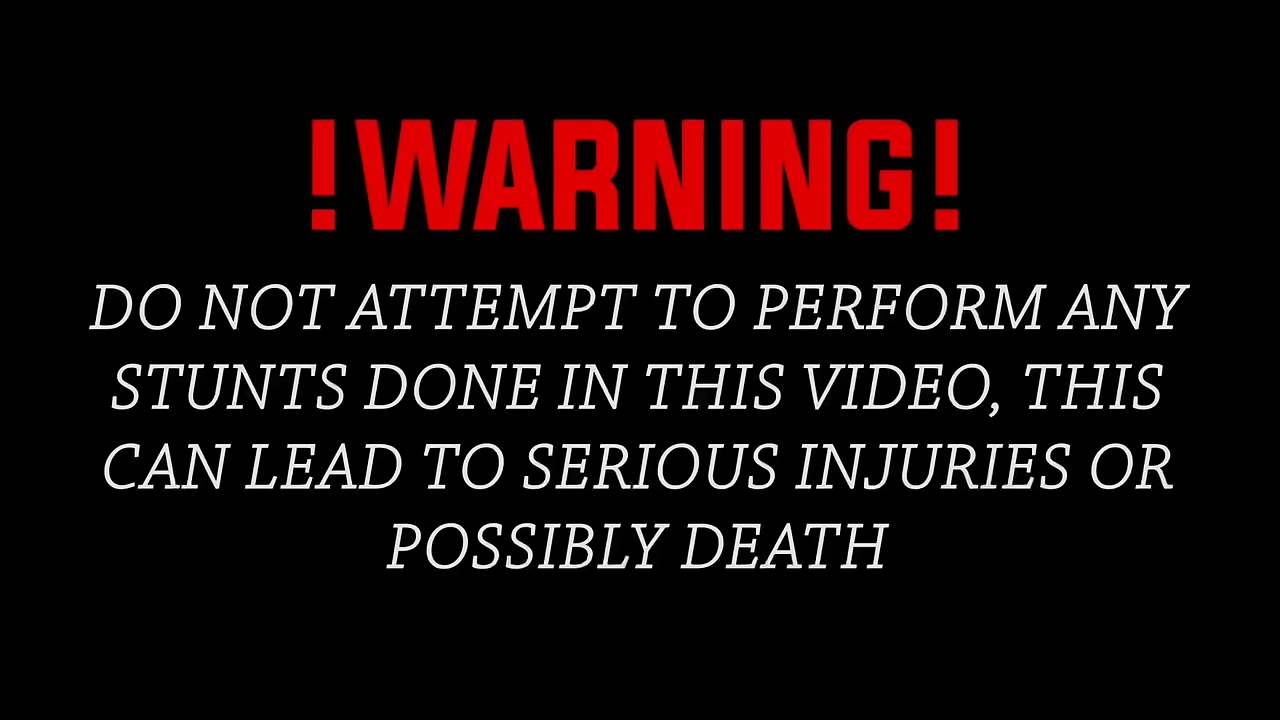 !WARNING!
DO NOT ATTEMPT TO PERFORM ANY
STUNTS DONE IN THIS VIDEO, THIS
CAN LEAD TO SERIOUS INJURIES OR
POSSIBLY DEATH